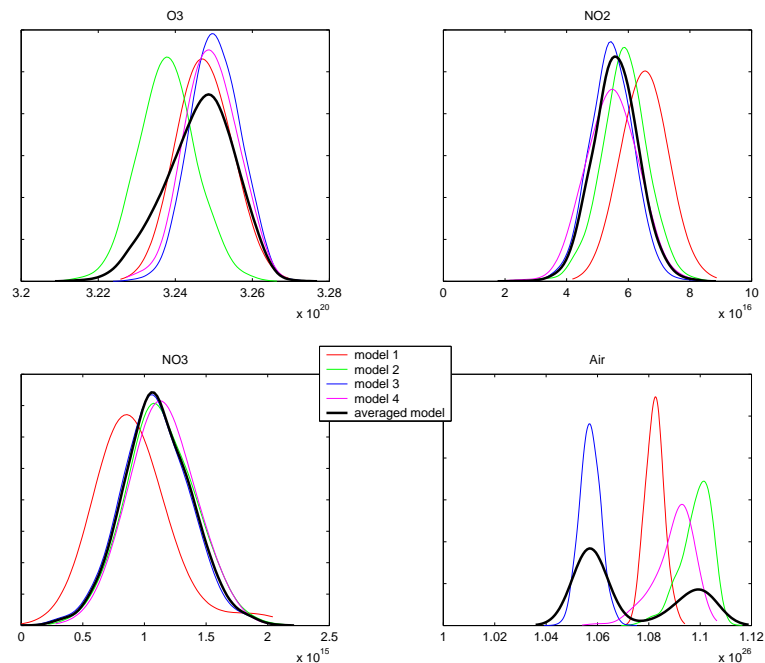 O3
NO2
3.2 3.22 3.24 3.26 3.28
x 10^20
0 2 4 6 8 10
x 10^16
NO3
Air
model 1
model 2
model 3
model 4
averaged model
0 0.5 1 1.5 2 2.5
x 10^15
1 1.02 1.04 1.06 1.08 1.1 1.12
x 10^26